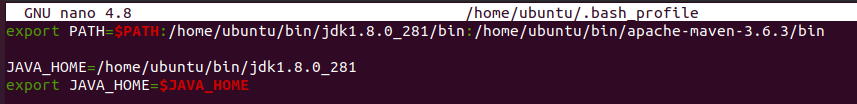 GNU nano 4.8 /home/ubuntu/.bash_profile
export PATH=$PATH:/home/ubuntu/bin/jdk1.8.0_281/bin:/home/ubuntu/bin/apache-maven-3.6.3/bin
JAVA_HOME=/home/ubuntu/bin/jdk1.8.0_281
export JAVA_HOME=$JAVA_HOME